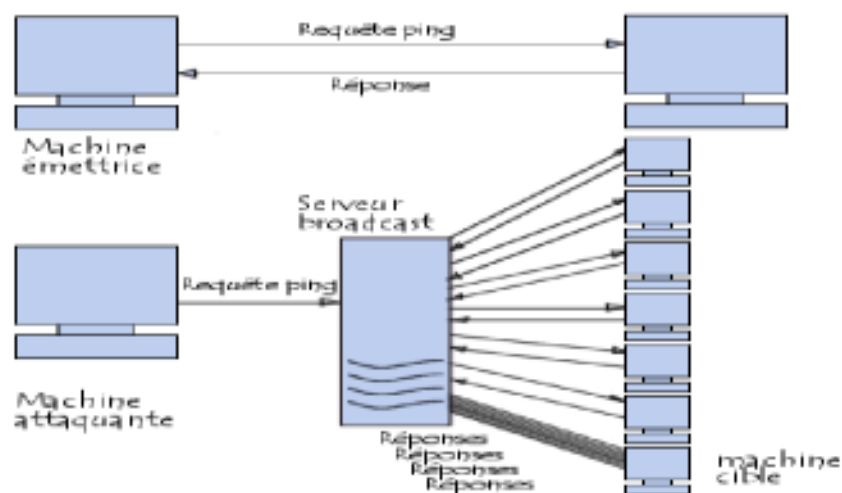 Requête ping
Réponse
Machine
émettrice
Serveur
broadcast
Requête ping
Machine
attaquante
Réponses
Réponses
Réponses
Réponses
machine
cible